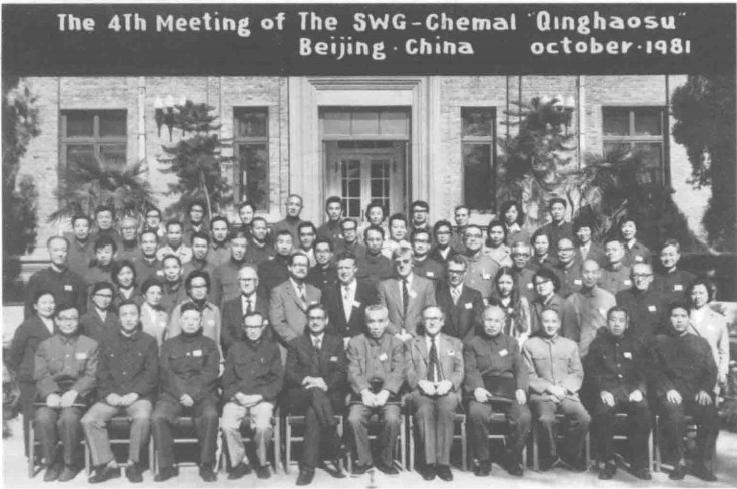 The 4Th Meeting of The SWG-Chemal "Qinghaosu"
Beijing · China october·1981